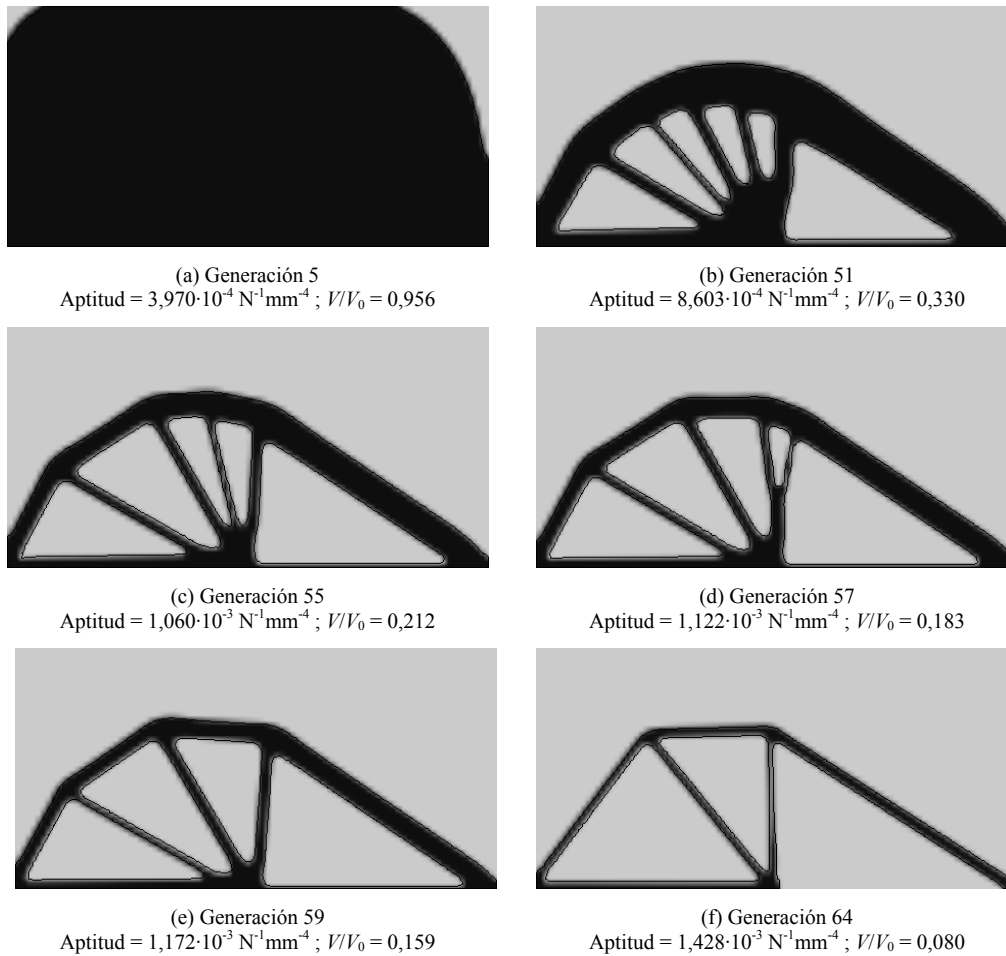 (a) Generación 5
Aptitud = 3,970·10⁻⁴ N⁻¹mm⁻⁴ ; V/V₀ = 0,956
(b) Generación 51
Aptitud = 8,603·10⁻⁴ N⁻¹mm⁻⁴ ; V/V₀ = 0,330
(c) Generación 55
Aptitud = 1,060·10⁻³ N⁻¹mm⁻⁴ ; V/V₀ = 0,212
(d) Generación 57
Aptitud = 1,122·10⁻³ N⁻¹mm⁻⁴ ; V/V₀ = 0,183
(e) Generación 59
Aptitud = 1,172·10⁻³ N⁻¹mm⁻⁴ ; V/V₀ = 0,159
(f) Generación 64
Aptitud = 1,428·10⁻³ N⁻¹mm⁻⁴ ; V/V₀ = 0,080